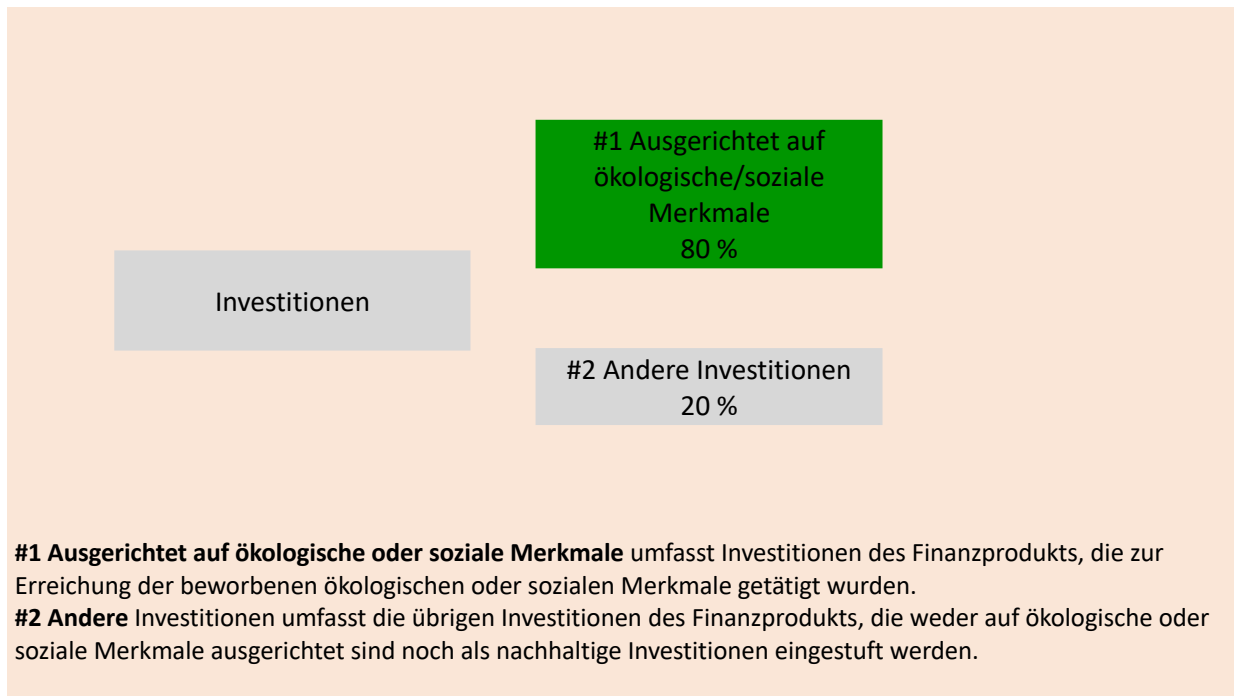 #1 Ausgerichtet auf
ökologische/soziale
Merkmale
80 %
Investitionen
#2 Andere Investitionen
20 %
#1 Ausgerichtet auf ökologische oder soziale Merkmale umfasst Investitionen des Finanzprodukts, die zur
Erreichung der beworbenen ökologischen oder sozialen Merkmale getätigt wurden.
#2 Andere Investitionen umfasst die übrigen Investitionen des Finanzprodukts, die weder auf ökologische oder
soziale Merkmale ausgerichtet sind noch als nachhaltige Investitionen eingestuft werden.